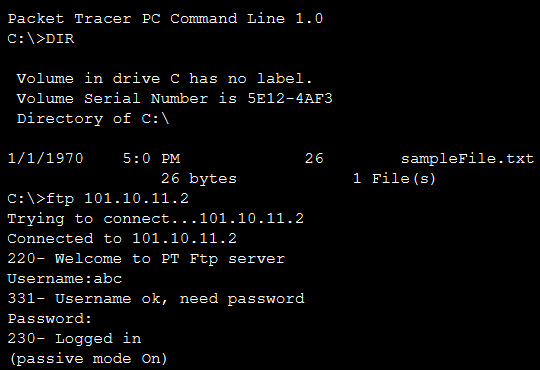 Packet Tracer PC Command Line 1.0
C:\>DIR
Volume in drive C has no label.
Volume Serial Number is 5E12-4AF3
Directory of C:\
1/1/1970 5:0 PM 26 sampleFile.txt
26 bytes 1 File(s)
C:\>ftp 101.10.11.2
Trying to connect...101.10.11.2
Connected to 101.10.11.2
220- Welcome to PT Ftp server
Username:abc
331- Username ok, need password
Password:
230- Logged in
(passive mode On)